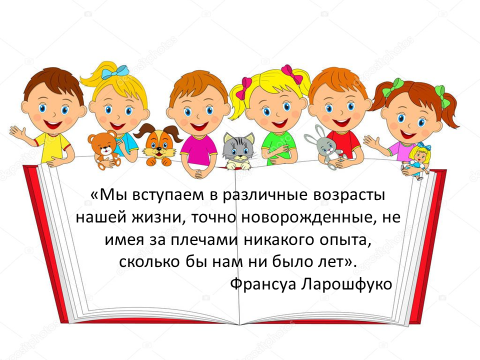 «Мы вступаем в различные возрасты
нашей жизни, точно новорожденные, не
имея за плечами никакого опыта,
сколько бы нам ни было лет».
Франсуа Ларошфуко